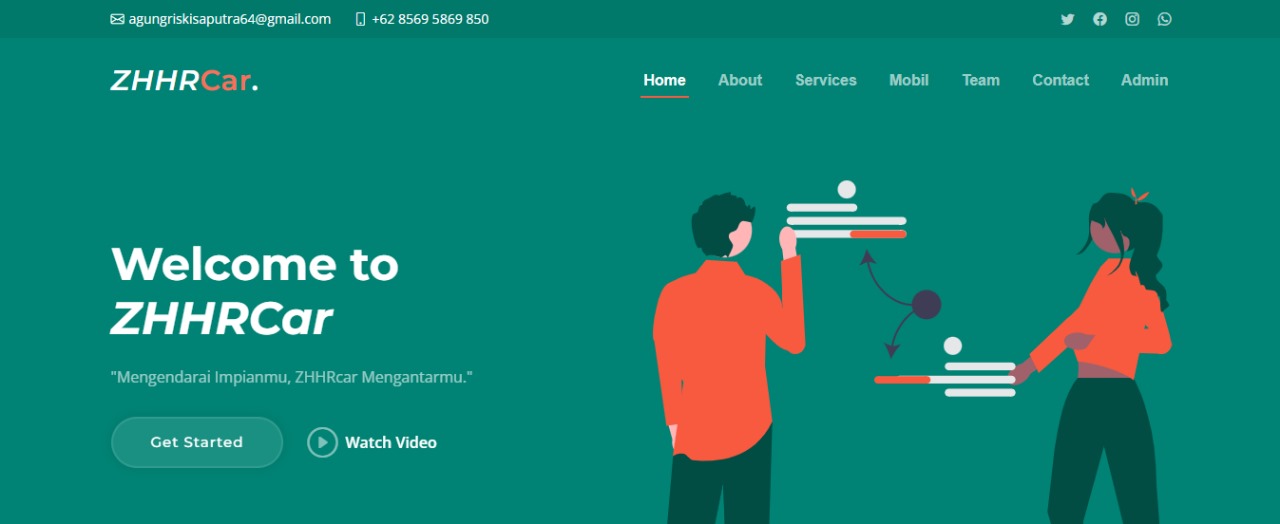 agungriskisaputra64@gmail.com +62 8569 5869 850
ZHHRCar.
Home About Services Mobil Team Contact Admin
Welcome to
ZHHRCar
"Mengendarai Impianmu, ZHHRcar Mengantarmu."
Get Started Watch Video